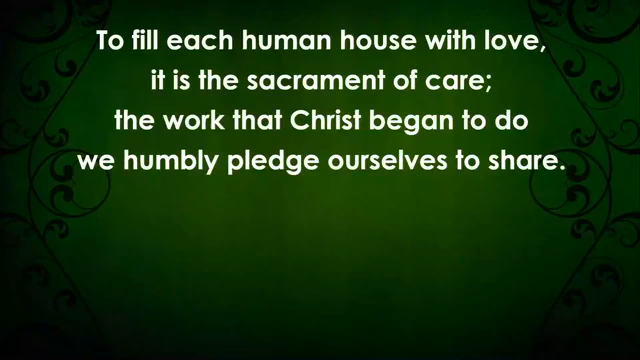 To fill each human house with love,
it is the sacrament of care;
the work that Christ began to do
we humbly pledge ourselves to share.